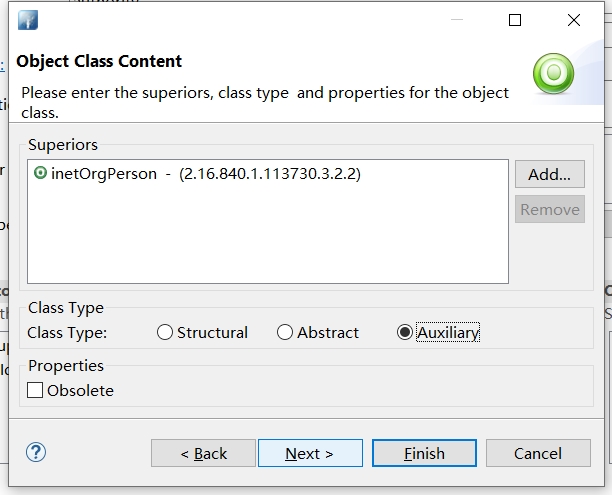 Object Class Content
Please enter the superiors, class type and properties for the object
class.
Superiors
inetOrgPerson - (2.16.840.1.113730.3.2.2)
Add...
Remove
Class Type
Class Type:
Structural
Abstract
Auxiliary
Properties
Obsolete
?
< Back
Next >
Finish
Cancel